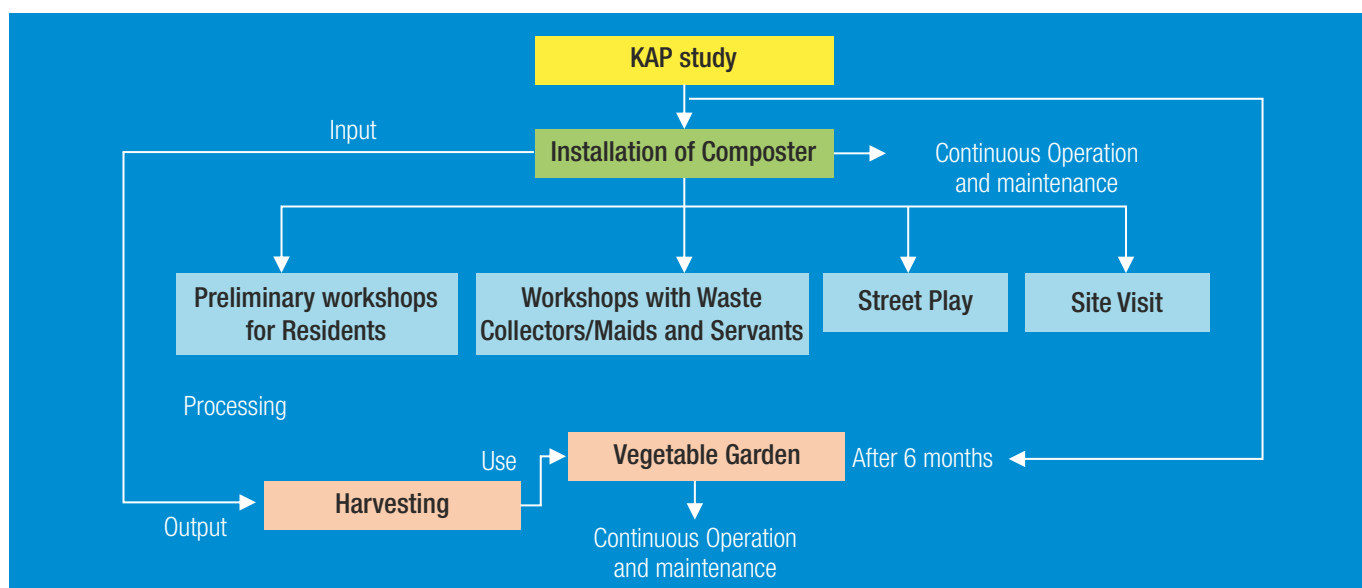 KAP study
Input
Installation of Composter
Continuous Operation
and maintenance
Preliminary workshops
for Residents
Workshops with Waste
Collectors/Maids and Servants
Street Play
Site Visit
Processing
Use
Vegetable Garden
After 6 months
Harvesting
Output
Continuous Operation
and maintenance